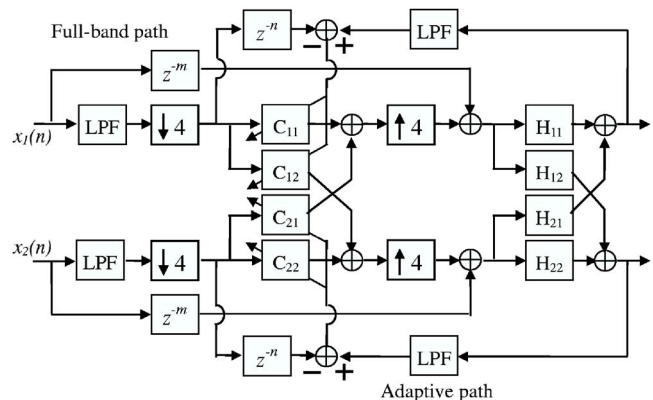 Full-band path
z⁻ⁿ
− +
LPF
z⁻ᵐ
x₁(n)
LPF
↓ 4
C₁₁
↑ 4
H₁₁
C₁₂
H₁₂
C₂₁
H₂₁
x₂(n)
LPF
↓ 4
C₂₂
↑ 4
H₂₂
z⁻ᵐ
z⁻ⁿ
− +
LPF
Adaptive path